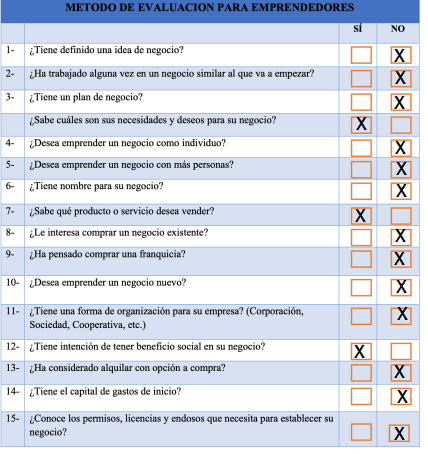 METODO DE EVALUACION PARA EMPRENDEDORES
SÍ NO
1- ¿Tiene definido una idea de negocio? X
2- ¿Ha trabajado alguna vez en un negocio similar al que va a empezar? X
3- ¿Tiene un plan de negocio? X
¿Sabe cuáles son sus necesidades y deseos para su negocio? X
4- ¿Desea emprender un negocio como individuo? X
5- ¿Desea emprender un negocio con más personas? X
6- ¿Tiene nombre para su negocio? X
7- ¿Sabe qué producto o servicio desea vender? X
8- ¿Le interesa comprar un negocio existente? X
9- ¿Ha pensado comprar una franquicia? X
10- ¿Desea emprender un negocio nuevo? X
11- ¿Tiene una forma de organización para su empresa? (Corporación, X
Sociedad, Cooperativa, etc.)
12- ¿Tiene intención de tener beneficio social en su negocio? X
13- ¿Ha considerado alquilar con opción a compra? X
14- ¿Tiene el capital de gastos de inicio? X
15- ¿Conoce los permisos, licencias y endosos que necesita para establecer su
negocio? X